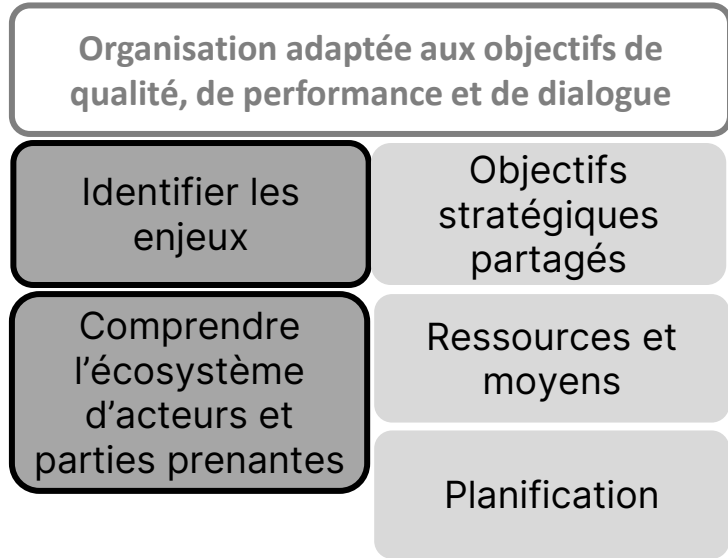 Organisation adaptée aux objectifs de
qualité, de performance et de dialogue
Identifier les
enjeux
Comprendre
l’écosystème
d’acteurs et
parties prenantes
Objectifs
stratégiques
partagés
Ressources et
moyens
Planification